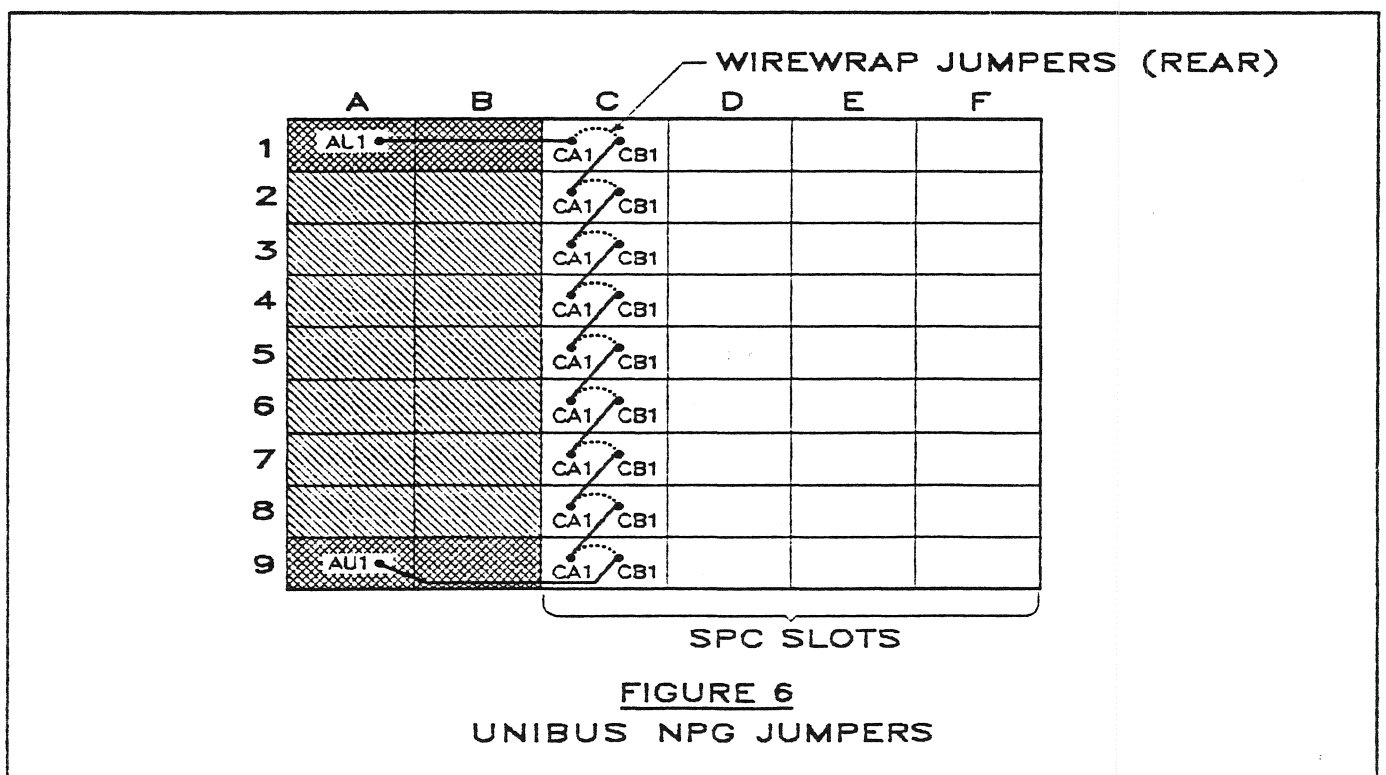 WIREWRAP JUMPERS (REAR)
A B C D E F
1 AL1 CA1 CB1
2 CA1 CB1
3 CA1 CB1
4 CA1 CB1
5 CA1 CB1
6 CA1 CB1
7 CA1 CB1
8 CA1 CB1
9 AU1 CA1 CB1
SPC SLOTS
FIGURE 6
UNIBUS NPG JUMPERS